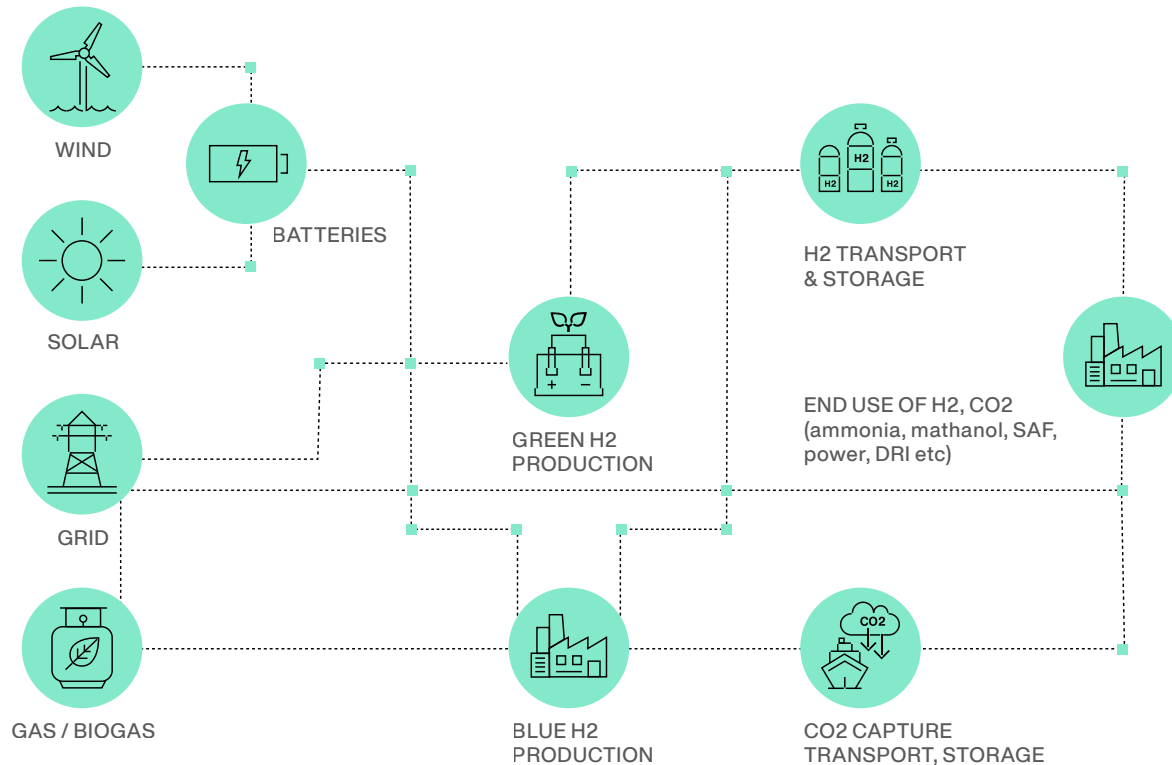 WIND
BATTERIES
SOLAR
GRID
GAS / BIOGAS
+ –
GREEN H2
PRODUCTION
BLUE H2
PRODUCTION
H2
H2
H2
H2 TRANSPORT
& STORAGE
END USE OF H2, CO2
(ammonia, mathanol, SAF,
power, DRI etc)
CO2
CO2 CAPTURE
TRANSPORT, STORAGE